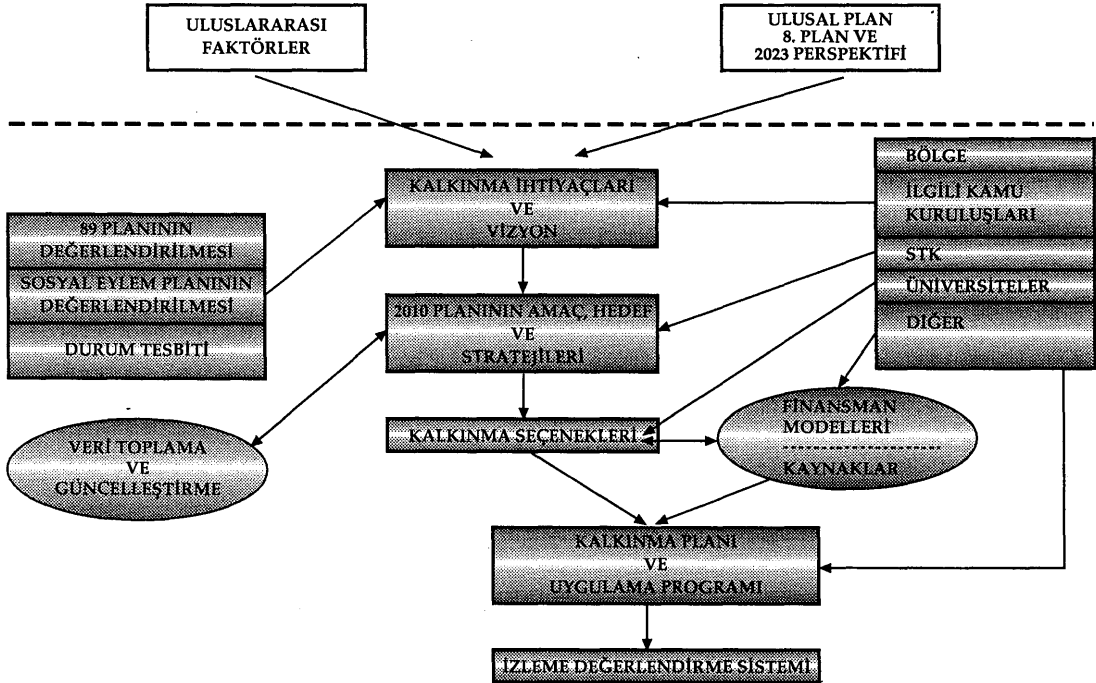 ULUSLARARASI
FAKTÖRLER
ULUSAL PLAN
8. PLAN VE
2023 PERSPEKTİFİ
BÖLGE
İLGİLİ KAMU
KURULUŞLARI
STK
ÜNİVERSİTELER
DİĞER
KALKINMA İHTİYAÇLARI
VE
VİZYON
89 PLANININ
DEĞERLENDİRİLMESİ
SOSYAL EYLEM PLANININ
DEĞERLENDİRİLMESİ
DURUM TESBİTİ
2010 PLANININ AMAÇ, HEDEF
VE
STRATEJİLERİ
KALKINMA SEÇENEKLERİ
FİNANSMAN
MODELLERİ
KAYNAKLAR
VERİ TOPLAMA
VE
GÜNCELLEŞTİRME
KALKINMA PLANI
VE
UYGULAMA PROGRAMI
İZLEME DEĞERLENDİRME SİSTEMİ